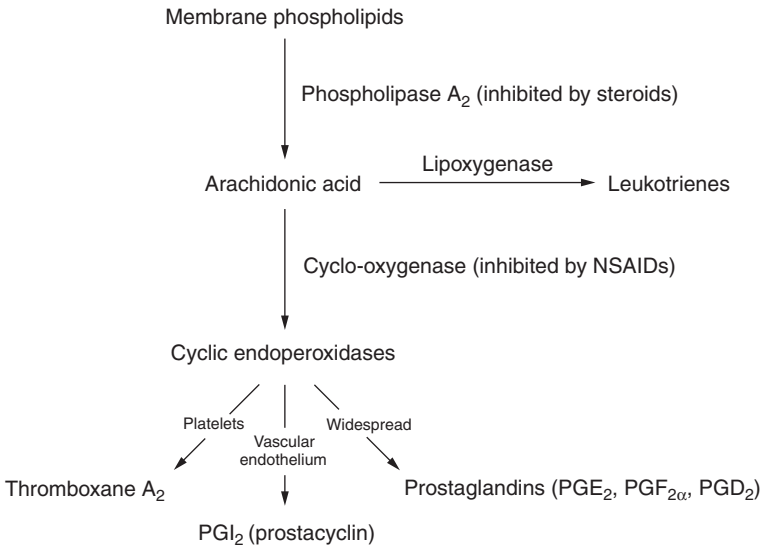 Membrane phospholipids
Phospholipase A₂ (inhibited by steroids)
Lipoxygenase
Arachidonic acid
Leukotrienes
Cyclo-oxygenase (inhibited by NSAIDs)
Cyclic endoperoxidases
Platelets
Vascular
endothelium
Widespread
Thromboxane A₂
PGI₂ (prostacyclin)
Prostaglandins (PGE₂, PGF₂α, PGD₂)